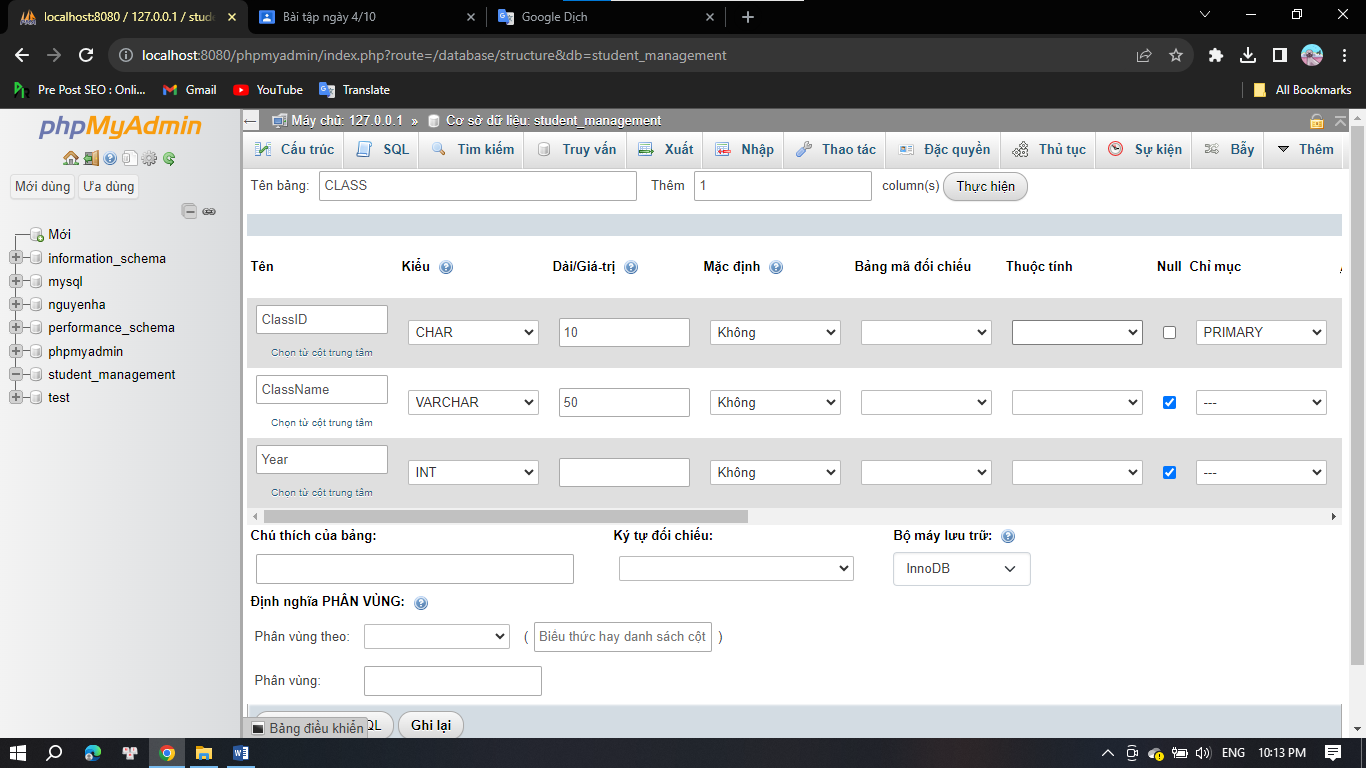 localhost:8080 / 127.0.0.1 / stude
Bài tập ngày 4/10
Google Dịch
localhost:8080/phpmyadmin/index.php?route=/database/structure&db=student_management
Pre Post SEO : Onli...
Gmail
YouTube
Translate
All Bookmarks
phpMyAdmin
Mới dùng
Ưa dùng
Mới
information_schema
mysql
nguyenha
performance_schema
phpmyadmin
student_management
test
Máy chủ: 127.0.0.1 » Cơ sở dữ liệu: student_management
Cấu trúc SQL Tìm kiếm Truy vấn Xuất Nhập Thao tác Đặc quyền Thủ tục Sự kiện Bẫy Thêm
Tên bảng: CLASS Thêm 1 column(s) Thực hiện
Tên Kiểu Dài/Giá-trị Mặc định Bảng mã đối chiếu Thuộc tính Null Chỉ mục
ClassID CHAR 10 Không PRIMARY
Chọn từ cột trung tâm
ClassName VARCHAR 50 Không ---
Chọn từ cột trung tâm
Year INT Không ---
Chọn từ cột trung tâm
Chú thích của bảng: Ký tự đối chiếu: Bộ máy lưu trữ:
InnoDB
Định nghĩa PHÂN VÙNG:
Phân vùng theo: ( Biểu thức hay danh sách cột )
Phân vùng:
Bảng điều khiển QL Ghi lại
ENG 10:13 PM